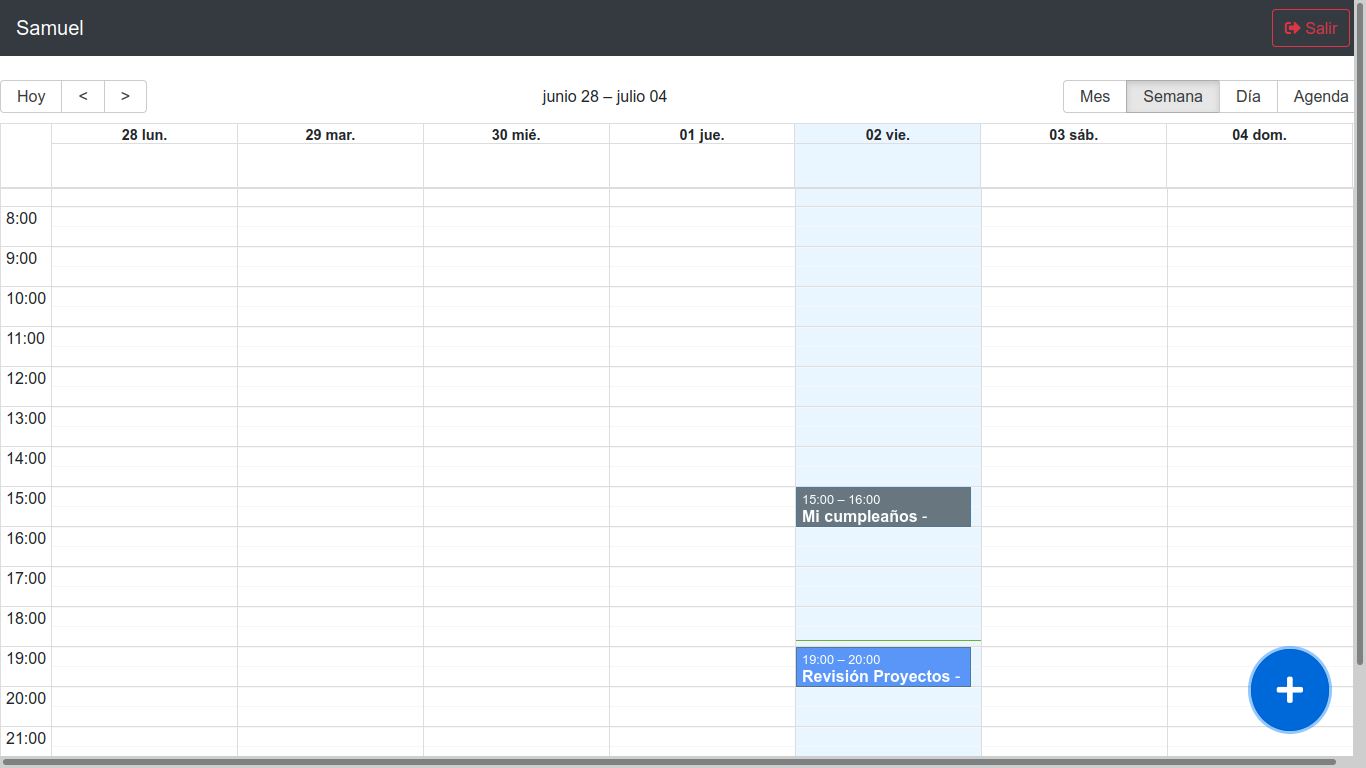 Samuel
Salir
Hoy < >
junio 28 – julio 04
Mes Semana Día Agenda
28 lun. 29 mar. 30 mié. 01 jue. 02 vie. 03 sáb. 04 dom.
8:00
9:00
10:00
11:00
12:00
13:00
14:00
15:00
15:00 – 16:00
Mi cumpleaños -
16:00
17:00
18:00
19:00
19:00 – 20:00
Revisión Proyectos -
20:00
21:00